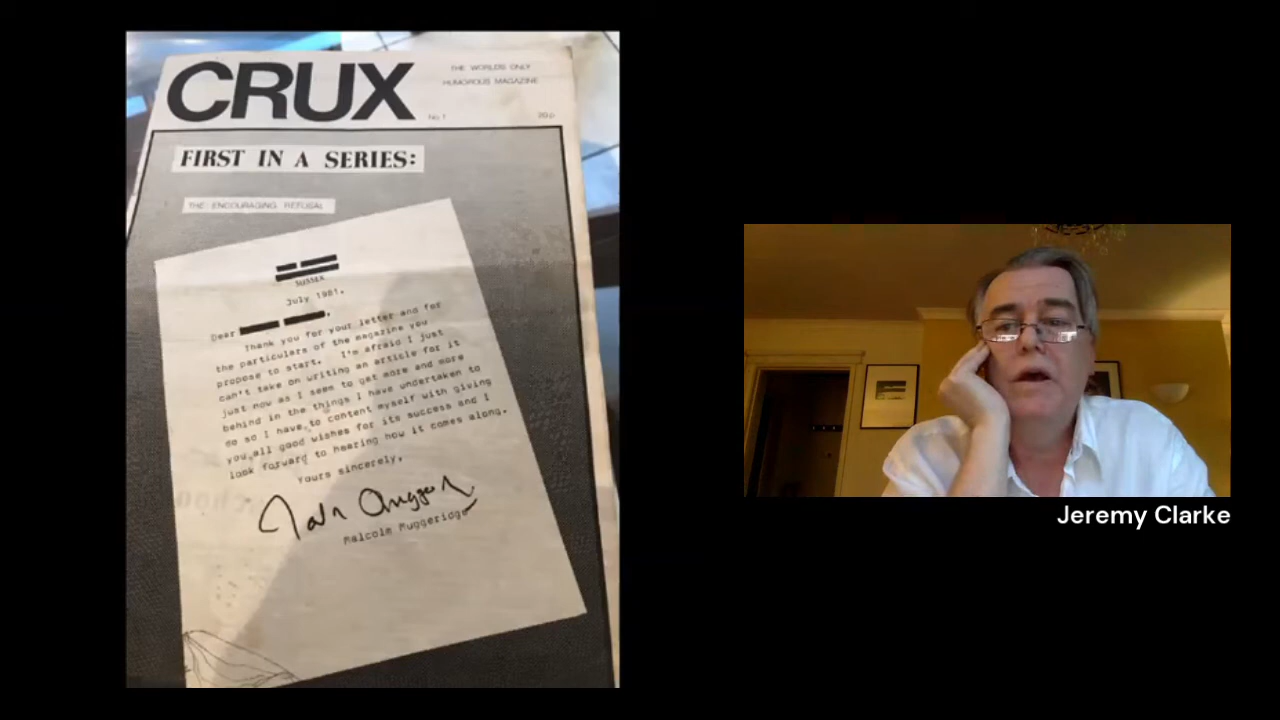 CRUX
THE WORLD'S ONLY
HUMOROUS MAGAZINE
No. 1
FIRST IN A SERIES:
THE ENCOURAGING REFUSAL
SUSSEX
July 1981.
Dear
Thank you for your letter and for
the particulars of the magazine you
propose to start. I'm afraid I just
can't take on writing an article for it
just now as I seem to get more and more
behind in the things I have undertaken to
do so I have to content myself with giving
you all good wishes for its success and I
look forward to hearing how it comes along.
Yours sincerely,
Malcolm Muggeridge
Jeremy Clarke